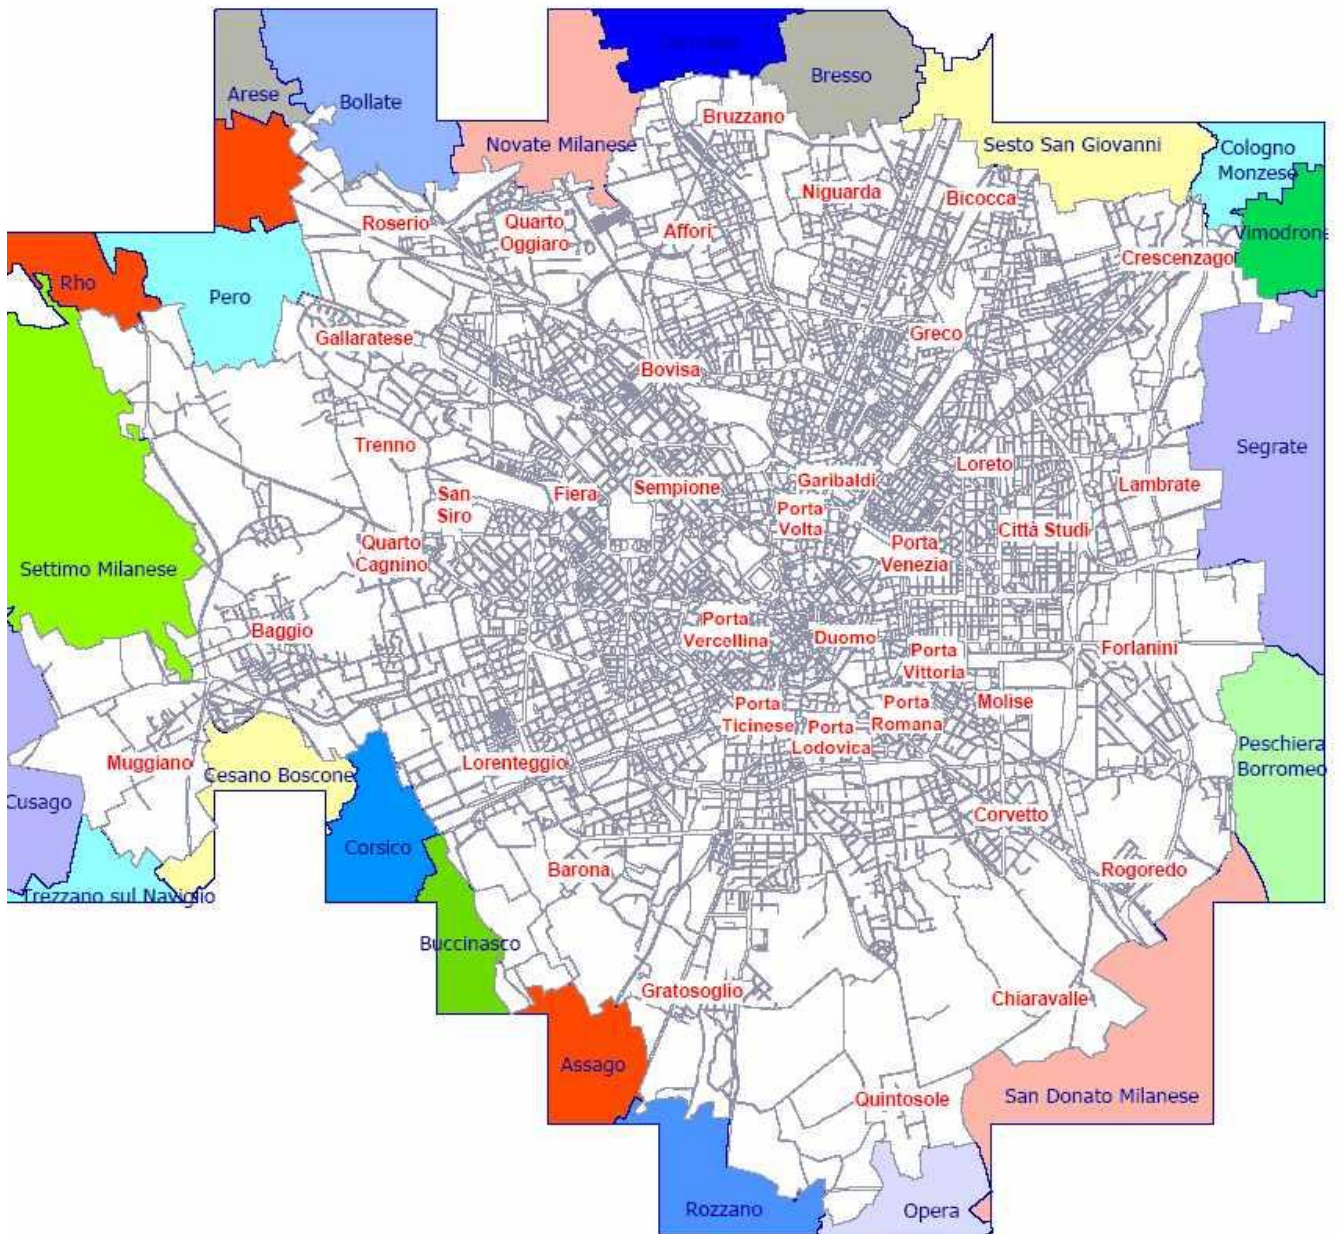 Bresso
Arese
Bollate
Bruzzano
Novate Milanese
Sesto San Giovanni
Cologno
Monzese
Niguarda
Bicocca
Roserio
Quarto
Oggiaro
Affori
Vimodrone
Crescenzago
Rho
Pero
Gallaratese
Greco
Bovisa
Trenno
Segrate
Loreto
Garibaldi
Lambrate
San
Siro
Fiera
Sempione
Porta
Volta
Città Studi
Quarto
Cagnino
Porta
Venezia
Settimo Milanese
Baggio
Porta
Vercellina
Duomo
Forlanini
Porta
Vittoria
Molise
Porta
Ticinese
Porta
Romana
Porta
Lodovica
Peschiera
Borromeo
Muggiano
Cesano Boscone
Lorenteggio
Cusago
Corvetto
Corsico
Barona
Rogoredo
Trezzano sul Naviglio
Buccinasco
Gratosoglio
Chiaravalle
Assago
Quintosole
San Donato Milanese
Rozzano
Opera